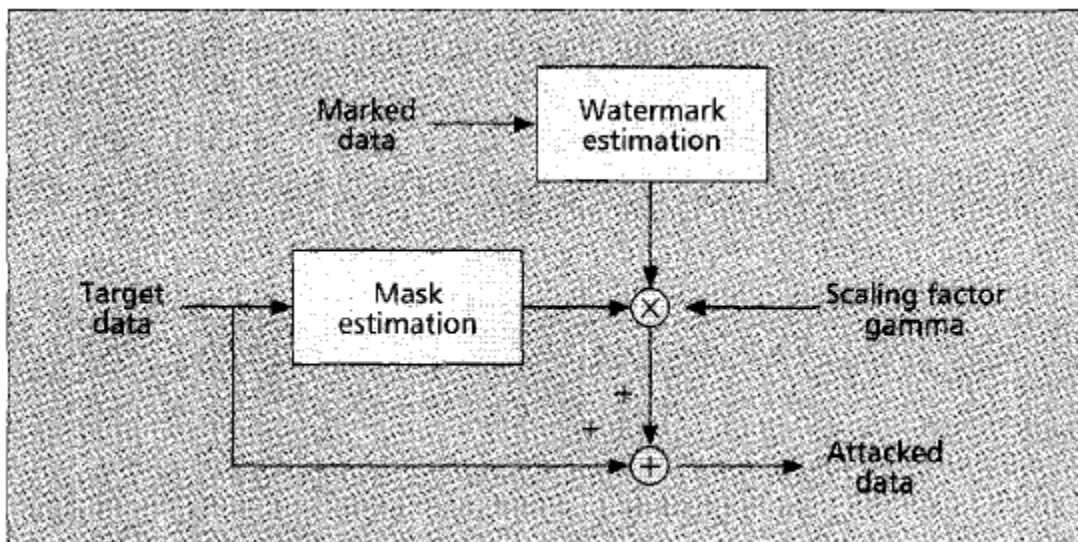 Marked
data
Watermark
estimation
Target
data
Mask
estimation
×
Scaling factor
gamma
+
+
+
Attacked
data